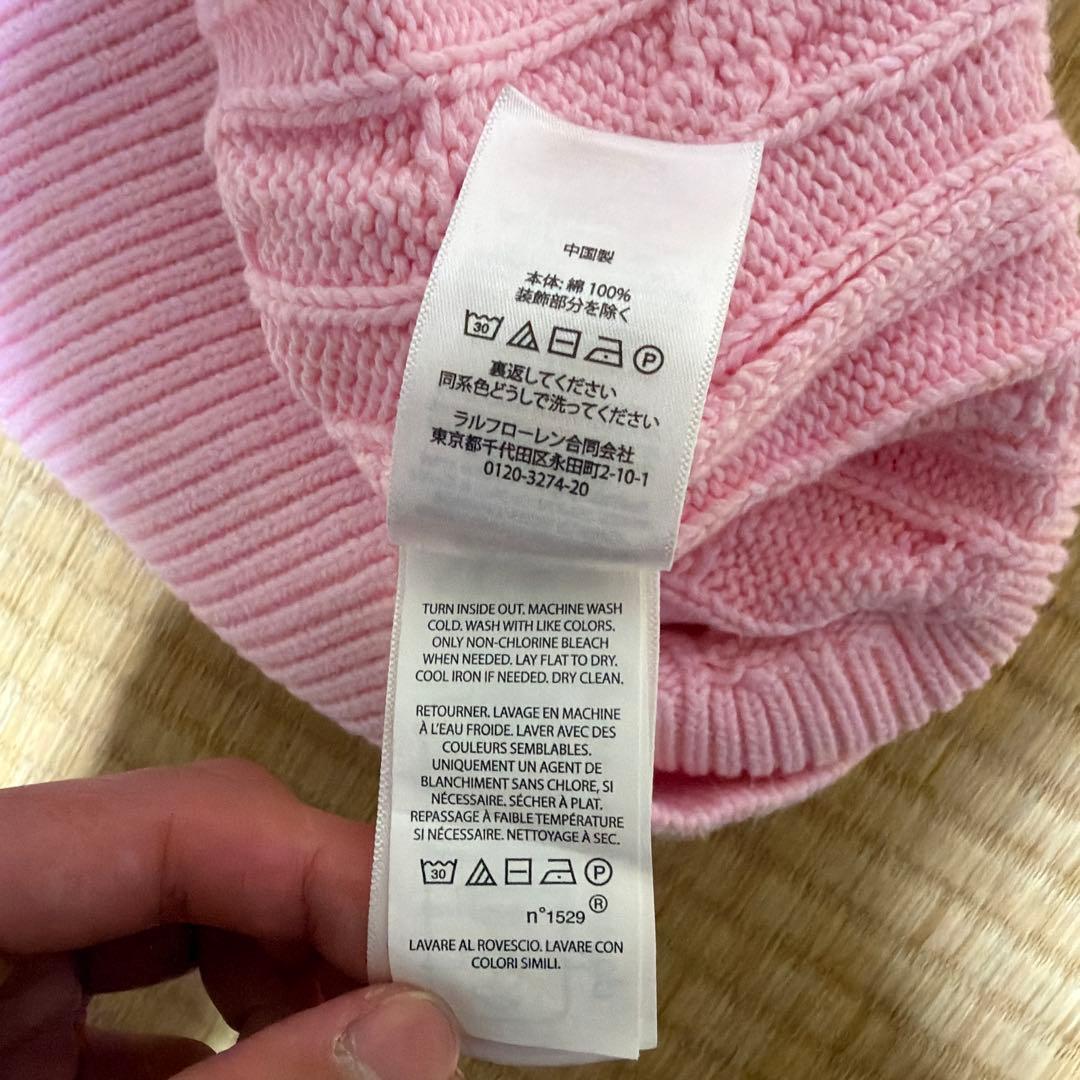 中国製
本体: 綿 100%
装飾部分を除く
30 P
裏返してください
同系色どうしで洗ってください
ラルフローレン合同会社
東京都千代田区永田町2-10-1
0120-3274-20
TURN INSIDE OUT. MACHINE WASH
COLD. WASH WITH LIKE COLORS.
ONLY NON-CHLORINE BLEACH
WHEN NEEDED. LAY FLAT TO DRY.
COOL IRON IF NEEDED. DRY CLEAN.
RETOURNER. LAVAGE EN MACHINE
À L'EAU FROIDE. LAVER AVEC DES
COULEURS SEMBLABLES.
UNIQUEMENT UN AGENT DE
BLANCHIMENT SANS CHLORE, SI
NÉCESSAIRE. SÉCHER À PLAT.
REPASSAGE À FAIBLE TEMPÉRATURE
SI NÉCESSAIRE. NETTOYAGE À SEC.
30 P
n°1529 ®
LAVARE AL ROVESCIO. LAVARE CON
COLORI SIMILI.